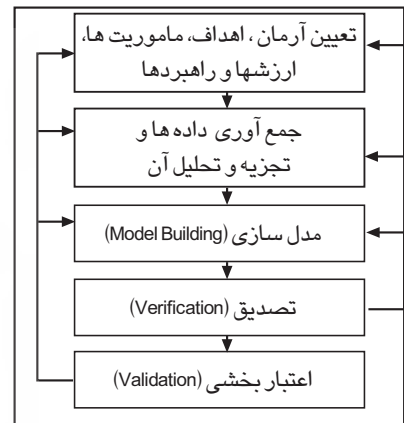 تعیین آرمان ، اهداف، ماموریت ها،
ارزشها و راهبردها
جمع آوری داده ها و
تجزیه و تحلیل آن
مدل سازی (Model Building)
تصدیق (Verification)
اعتبار بخشی (Validation)